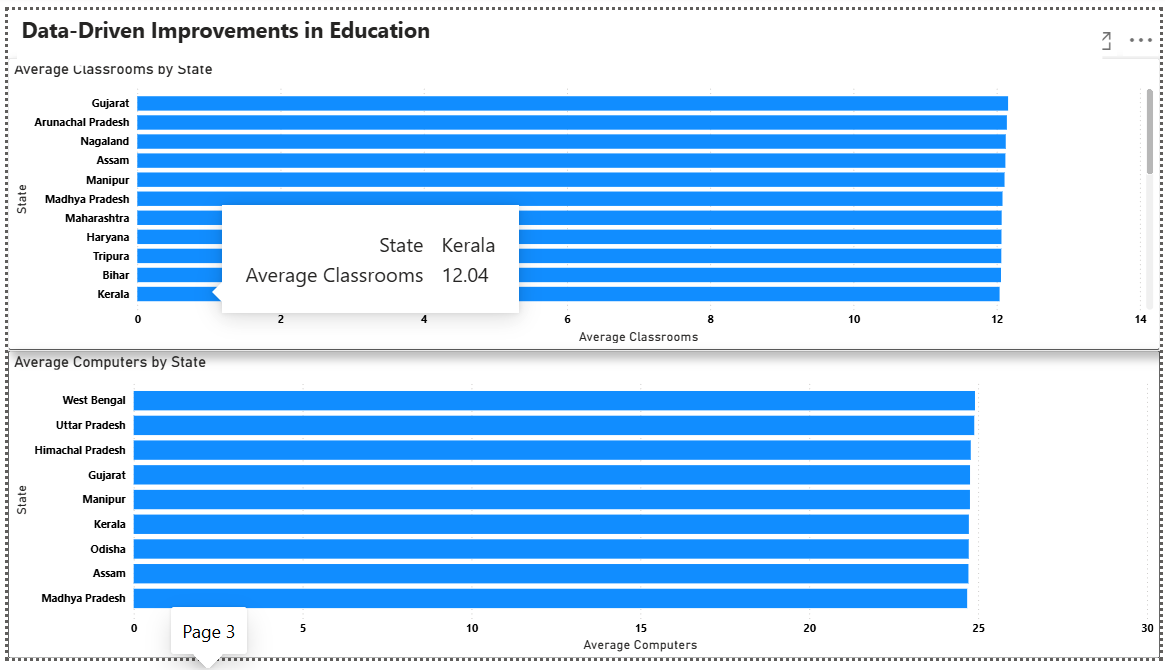 Data-Driven Improvements in Education
Average Classrooms by State
State
Gujarat
Arunachal Pradesh
Nagaland
Assam
Manipur
Madhya Pradesh
Maharashtra
Haryana
Tripura
Bihar
Kerala
State Kerala
Average Classrooms 12.04
0 2 4 6 8 10 12 14
Average Classrooms
Average Computers by State
State
West Bengal
Uttar Pradesh
Himachal Pradesh
Gujarat
Manipur
Kerala
Odisha
Assam
Madhya Pradesh
0 5 10 15 20 25 30
Average Computers
Page 3